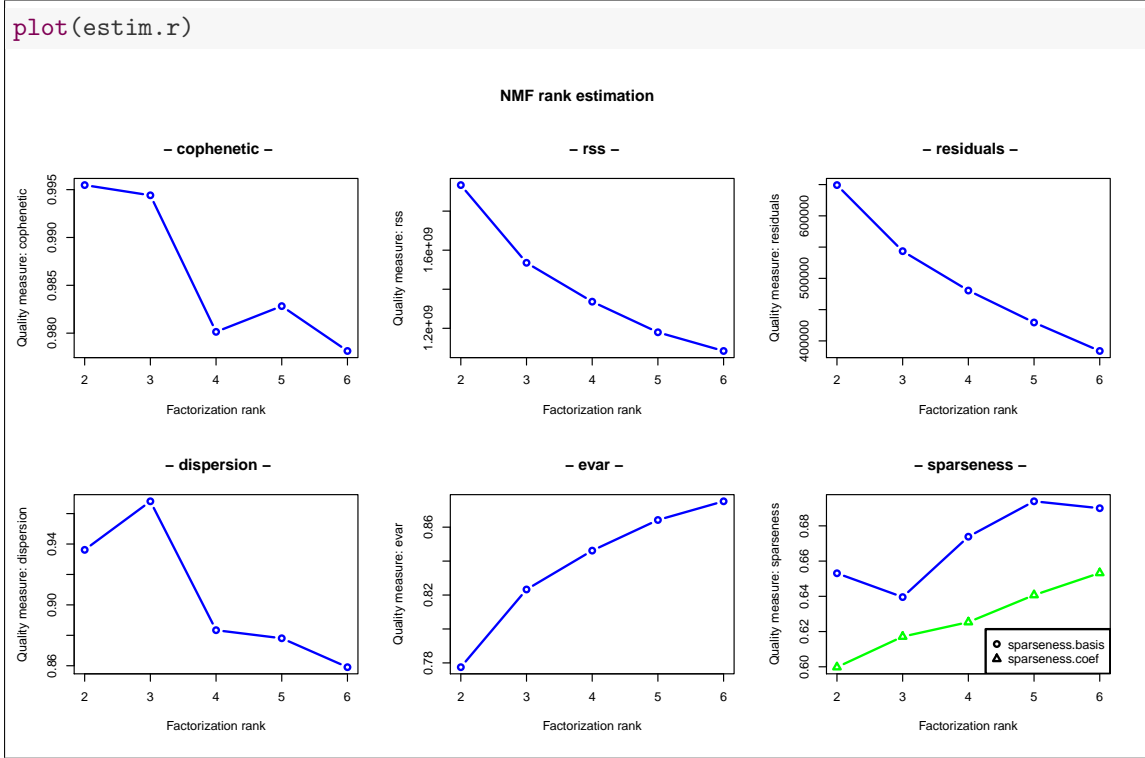 plot(estim.r)
NMF rank estimation
– cophenetic –
Quality measure: cophenetic
0.980 0.985 0.990 0.995
2 3 4 5 6
Factorization rank
– rss –
Quality measure: rss
1.2e+09 1.6e+09
2 3 4 5 6
Factorization rank
– residuals –
Quality measure: residuals
400000 500000 600000
2 3 4 5 6
Factorization rank
– dispersion –
Quality measure: dispersion
0.86 0.90 0.94
2 3 4 5 6
Factorization rank
– evar –
Quality measure: evar
0.78 0.82 0.86
2 3 4 5 6
Factorization rank
– sparseness –
Quality measure: sparseness
0.60 0.62 0.64 0.66 0.68
sparseness.basis
sparseness.coef
2 3 4 5 6
Factorization rank